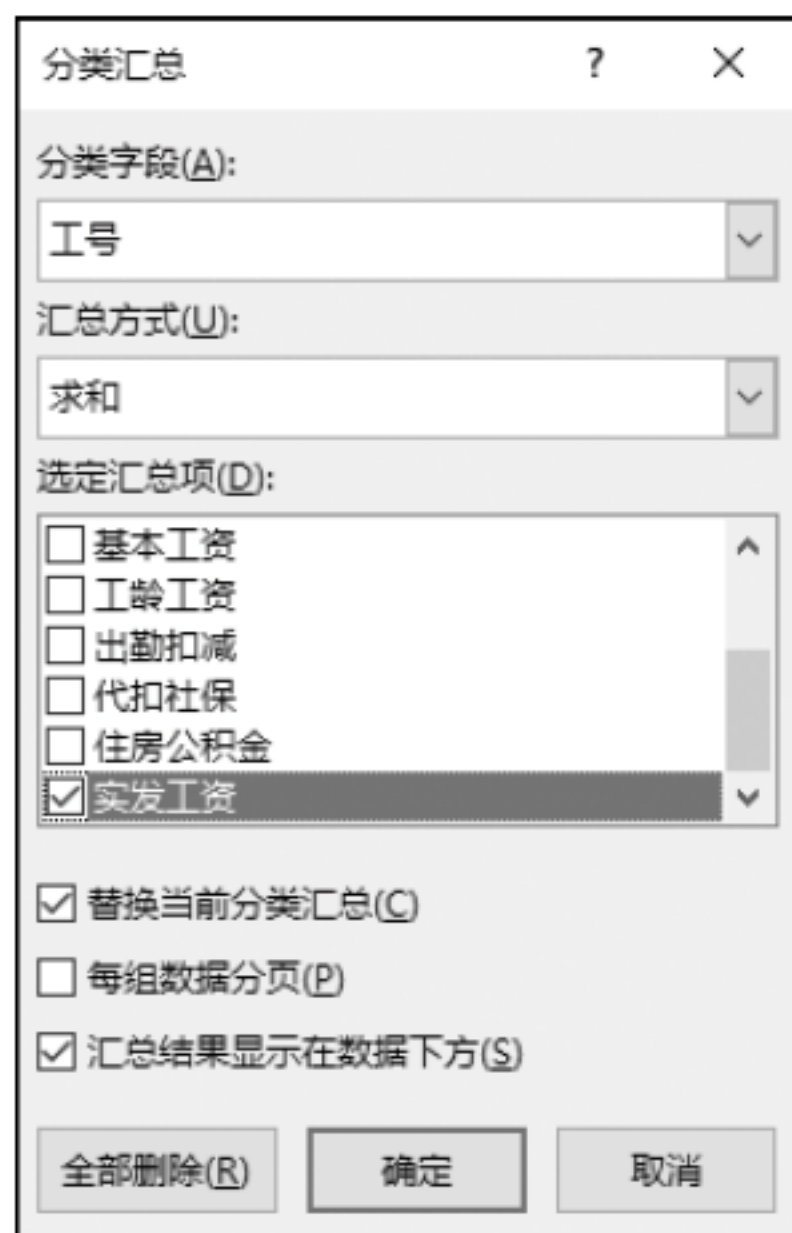 分类汇总 ? ×
分类字段(A):
工号
汇总方式(U):
求和
选定汇总项(D):
基本工资
工龄工资
出勤扣减
代扣社保
住房公积金
实发工资
替换当前分类汇总(C)
每组数据分页(P)
汇总结果显示在数据下方(S)
全部删除(R) 确定 取消